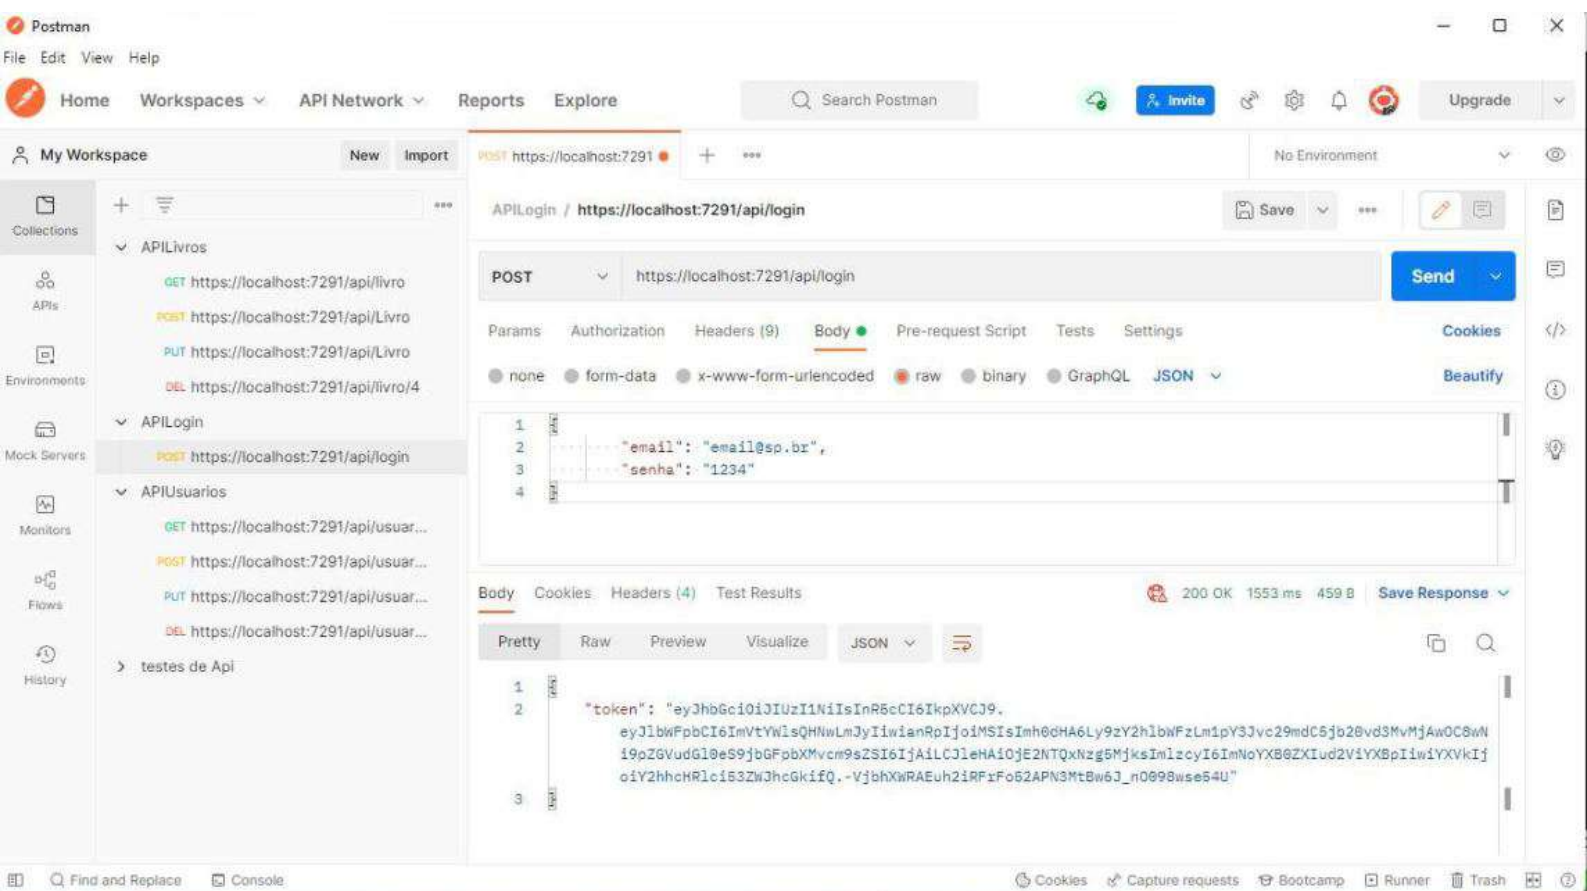 Postman
File Edit View Help
Home Workspaces API Network Reports Explore Search Postman Invite Upgrade
My Workspace New Import POST https://localhost:7291 No Environment
APILogin / https://localhost:7291/api/login Save
Collections
APIs
Environments
Mock Servers
Monitors
Flows
History
APILivros
GET https://localhost:7291/api/livro
POST https://localhost:7291/api/Livro
PUT https://localhost:7291/api/Livro
DEL https://localhost:7291/api/livro/4
APILogin
POST https://localhost:7291/api/login
APIUsuarios
GET https://localhost:7291/api/usuar...
POST https://localhost:7291/api/usuar...
PUT https://localhost:7291/api/usuar...
DEL https://localhost:7291/api/usuar...
testes de Api
POST https://localhost:7291/api/login Send
Params Authorization Headers (9) Body Pre-request Script Tests Settings Cookies
none form-data x-www-form-urlencoded raw binary GraphQL JSON Beautify
1 {
2 "email": "email@sp.br",
3 "senha": "1234"
4 }
Body Cookies Headers (4) Test Results 200 OK 1553 ms 459 B Save Response
Pretty Raw Preview Visualize JSON
1 {
2 "token": "eyJhbGciOiJIUzI1NiIsInR5cCI6IkpXVCJ9.
3 }
Find and Replace Console Cookies Capture requests Bootcamp Runner Trash